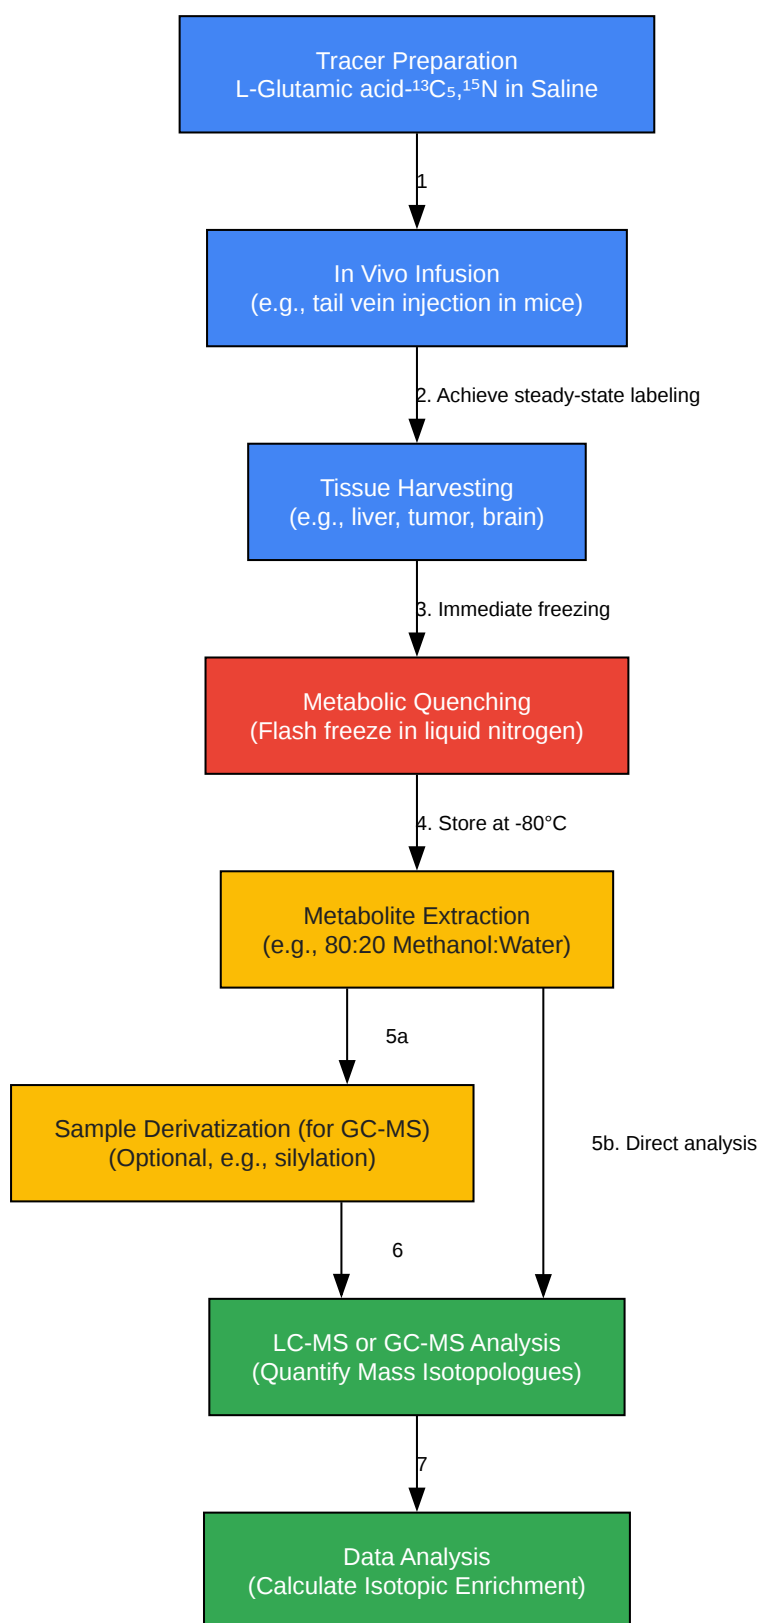 Tracer Preparation
L-Glutamic acid-¹³C₅,¹⁵N in Saline
1
In Vivo Infusion
(e.g., tail vein injection in mice)
2. Achieve steady-state labeling
Tissue Harvesting
(e.g., liver, tumor, brain)
3. Immediate freezing
Metabolic Quenching
(Flash freeze in liquid nitrogen)
4. Store at -80°C
Metabolite Extraction
(e.g., 80:20 Methanol:Water)
5a
Sample Derivatization (for GC-MS)
(Optional, e.g., silylation)
5b. Direct analysis
6
LC-MS or GC-MS Analysis
(Quantify Mass Isotopologues)
7
Data Analysis
(Calculate Isotopic Enrichment)